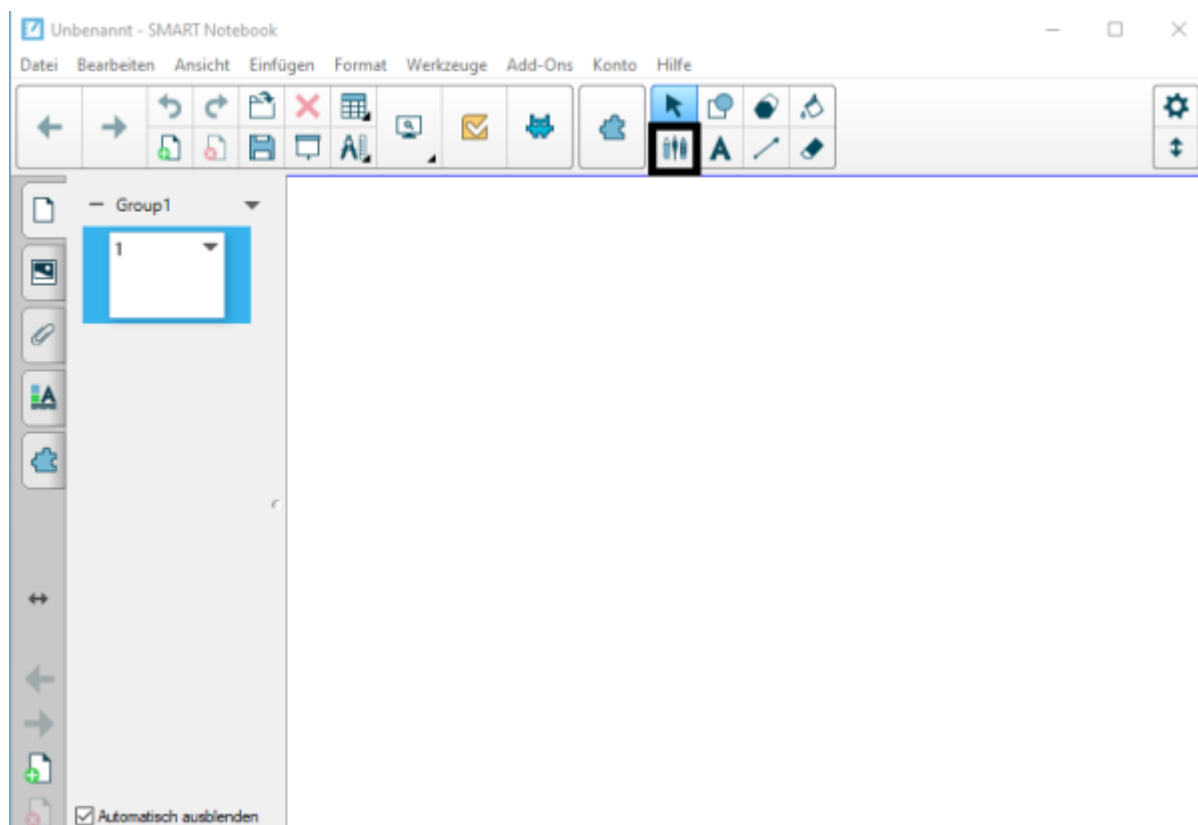 Unbenannt - SMART Notebook
Datei Bearbeiten Ansicht Einfügen Format Werkzeuge Add-Ons Konto Hilfe
Group1
1
Automatisch ausblenden